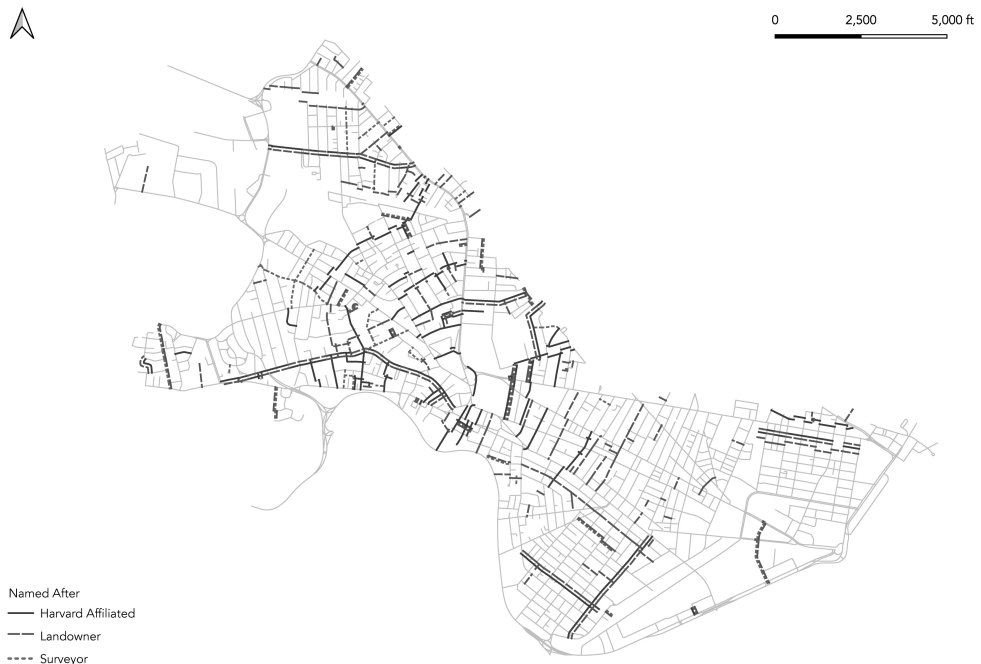 0 2,500 5,000 ft
Named After
Harvard Affiliated
Landowner
Surveyor